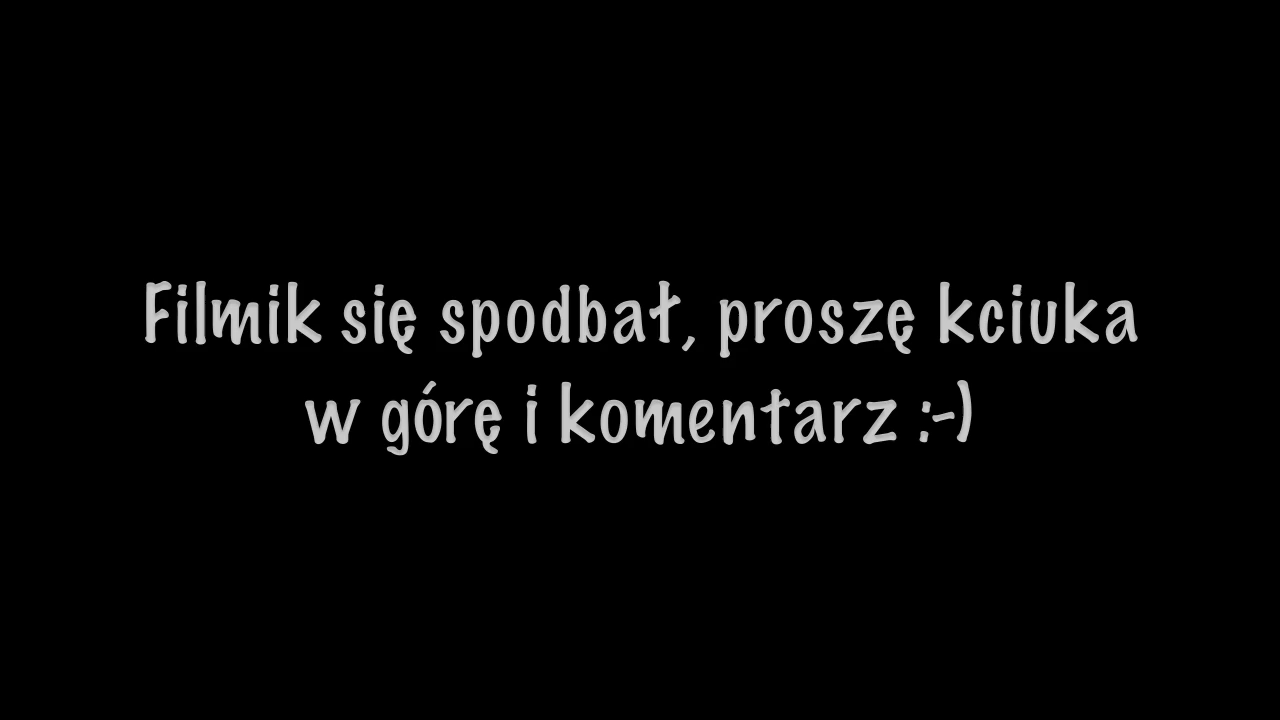 Filmik się spodbał, proszę kciuka
w górę i komentarz :-)